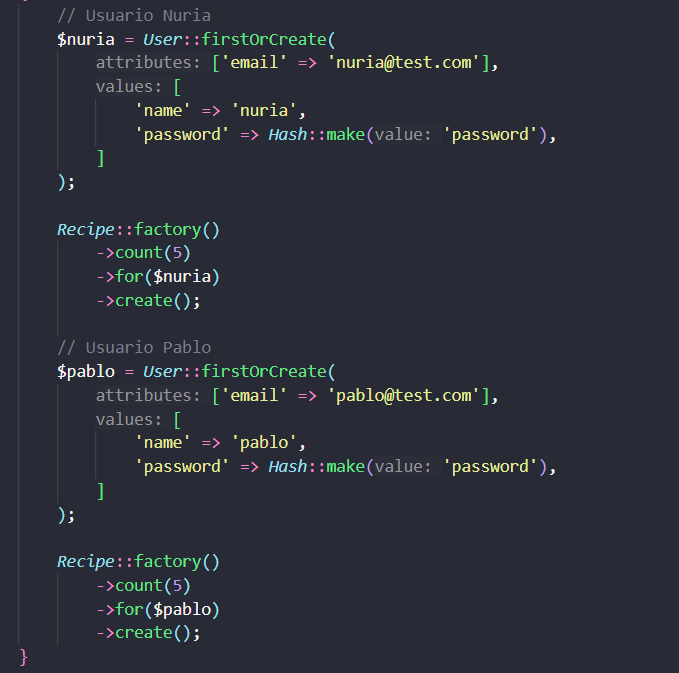 // Usuario Nuria
$nuria = User::firstOrCreate(
attributes: ['email' => 'nuria@test.com'],
values: [
'name' => 'nuria',
'password' => Hash::make(value: 'password'),
]
);
Recipe::factory()
->count(5)
->for($nuria)
->create();
// Usuario Pablo
$pablo = User::firstOrCreate(
attributes: ['email' => 'pablo@test.com'],
values: [
'name' => 'pablo',
'password' => Hash::make(value: 'password'),
]
);
Recipe::factory()
->count(5)
->for($pablo)
->create();
}